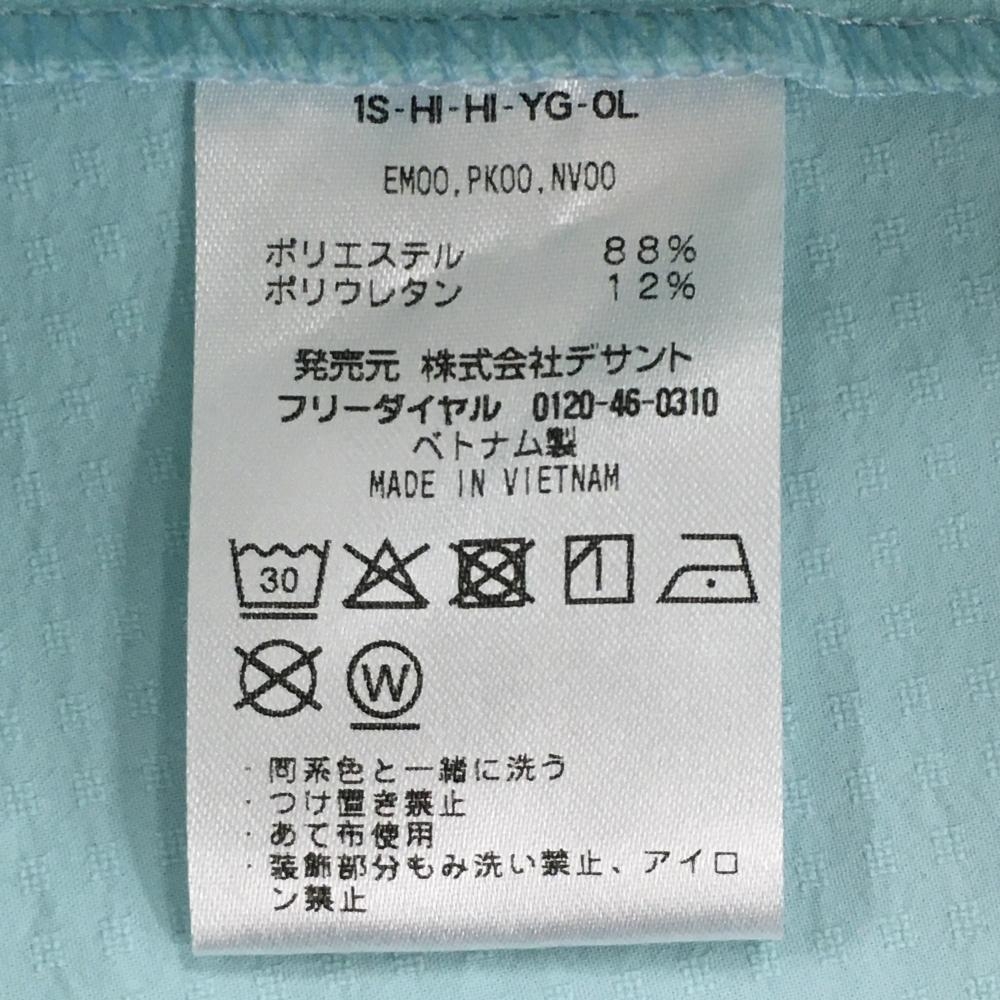 1S-HI-HI-YG-OL
EM00,PK00,NV00
ポリエステル 88%
ポリウレタン 12%
発売元 株式会社デサント
フリーダイヤル 0120-46-0310
ベトナム製
MADE IN VIETNAM
30
W
・同系色と一緒に洗う
・つけ置き禁止
・あて布使用
・装飾部分もみ洗い禁止、アイロ
ン禁止